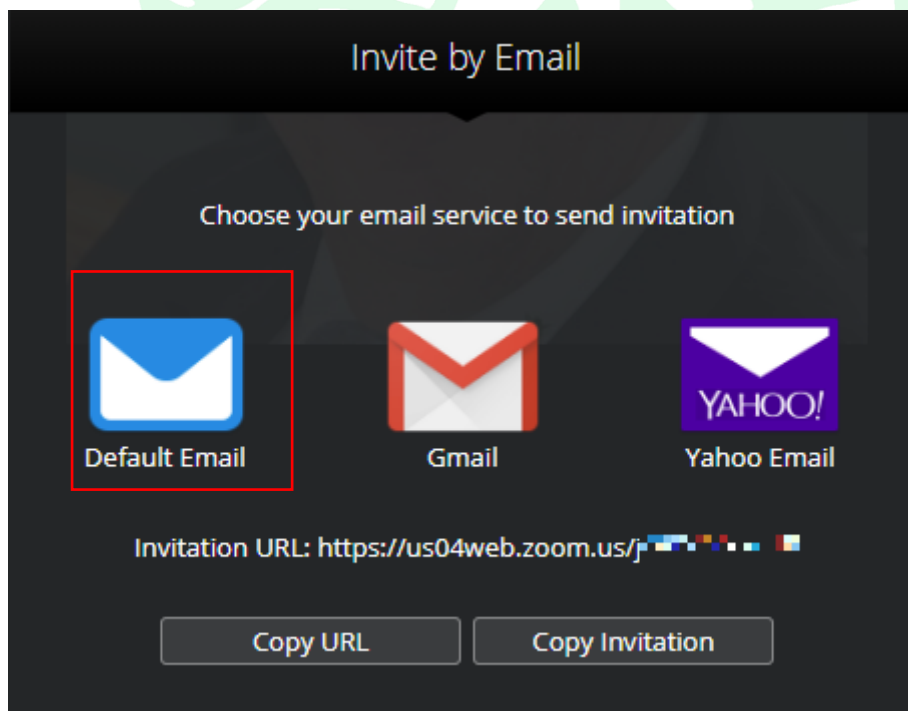 Invite by Email
Choose your email service to send invitation
YAHOO!
Default Email Gmail Yahoo Email
Invitation URL: https://us04web.zoom.us/j
Copy URL Copy Invitation